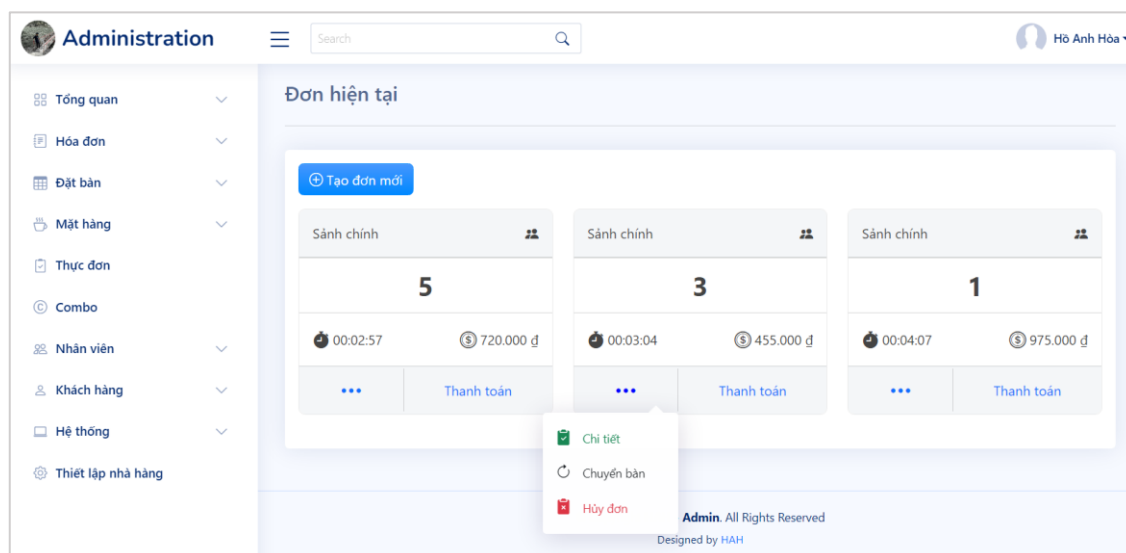 Administration
Search
Hồ Anh Hòa
Tổng quan
Hóa đơn
Đặt bàn
Mặt hàng
Thực đơn
Combo
Nhân viên
Khách hàng
Hệ thống
Thiết lập nhà hàng
Đơn hiện tại
Tạo đơn mới
Sảnh chính
5
00:02:57 720.000 ₫
Thanh toán
Sảnh chính
3
00:03:04 455.000 ₫
Thanh toán
Chi tiết
Chuyển bàn
Hủy đơn
Sảnh chính
1
00:04:07 975.000 ₫
Thanh toán
Admin. All Rights Reserved
Designed by HAH